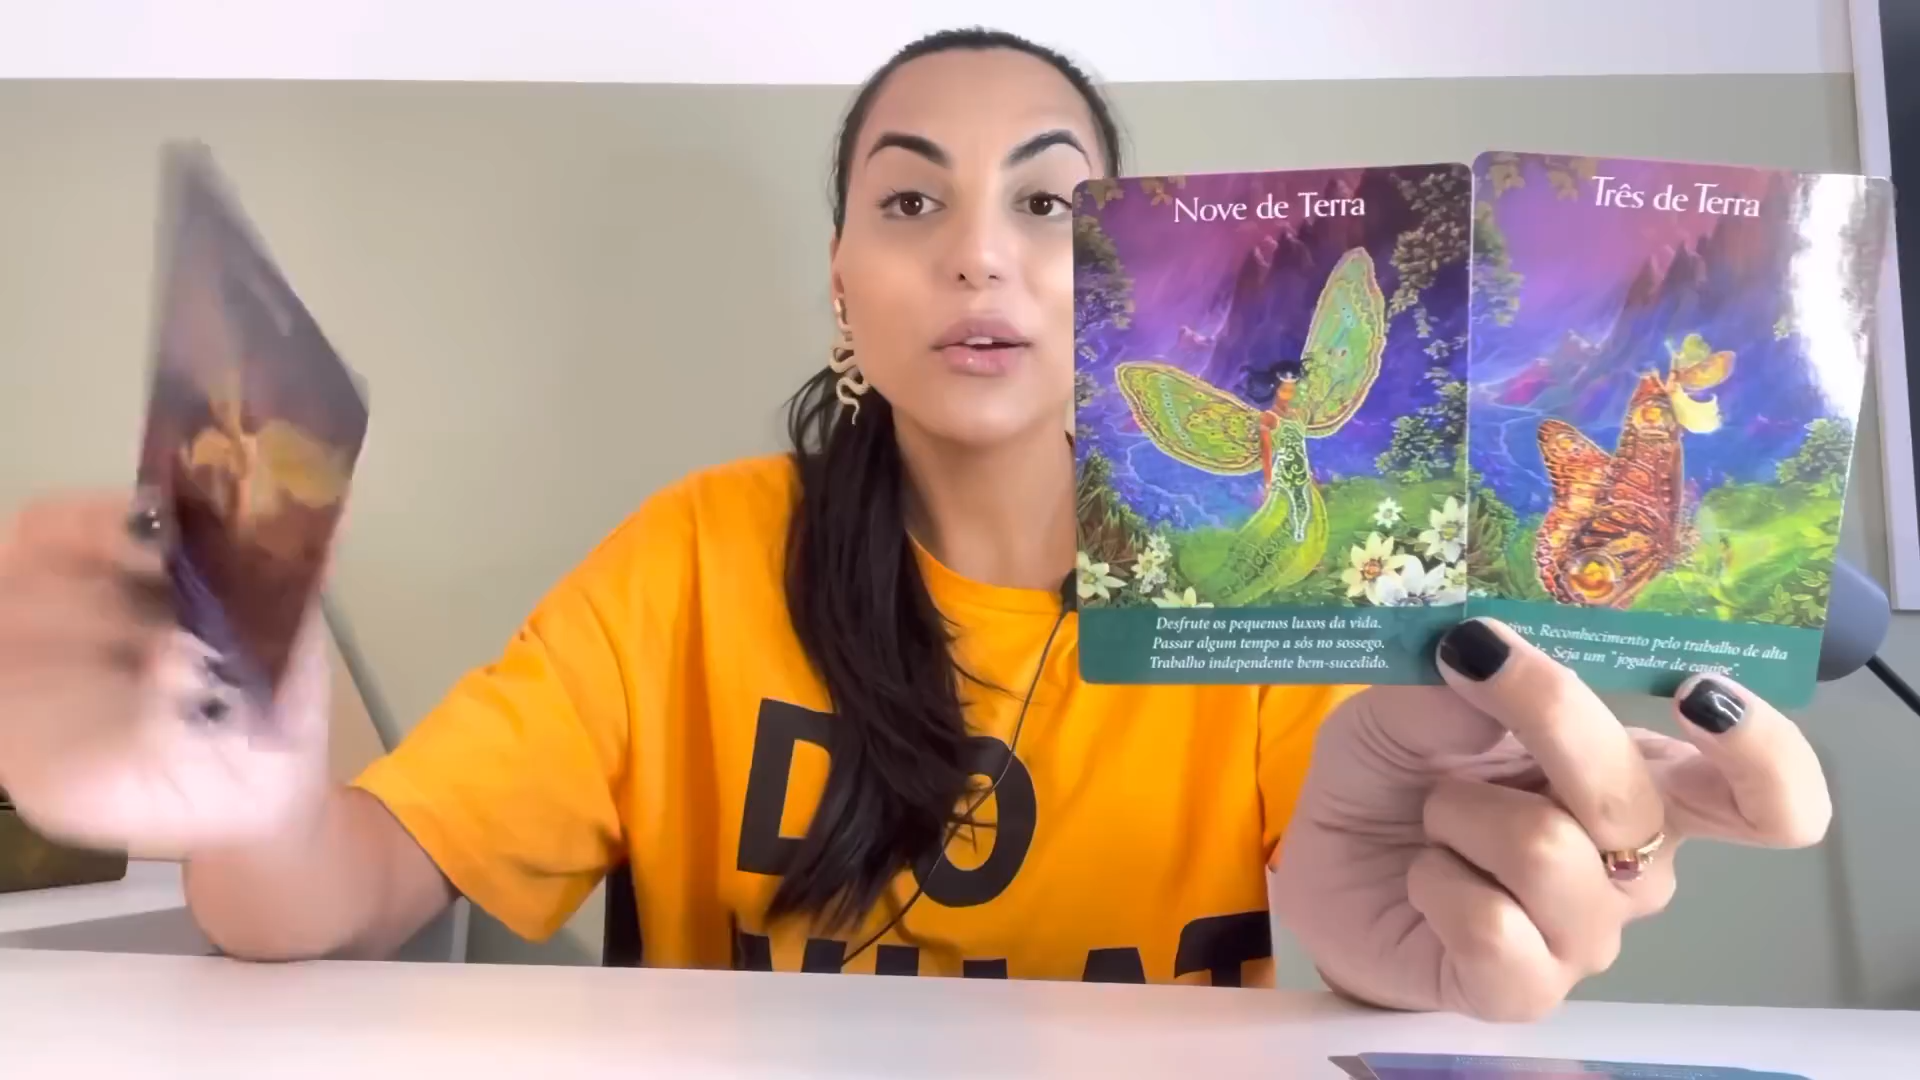 Nove de Terra
Desfrute os pequenos luxos da vida.
Passar algum tempo a sós no sossego.
Trabalho independente bem-sucedido.
Três de Terra
Reconhecimento pelo trabalho de alta
Seja um "jogador de equipe".
DO